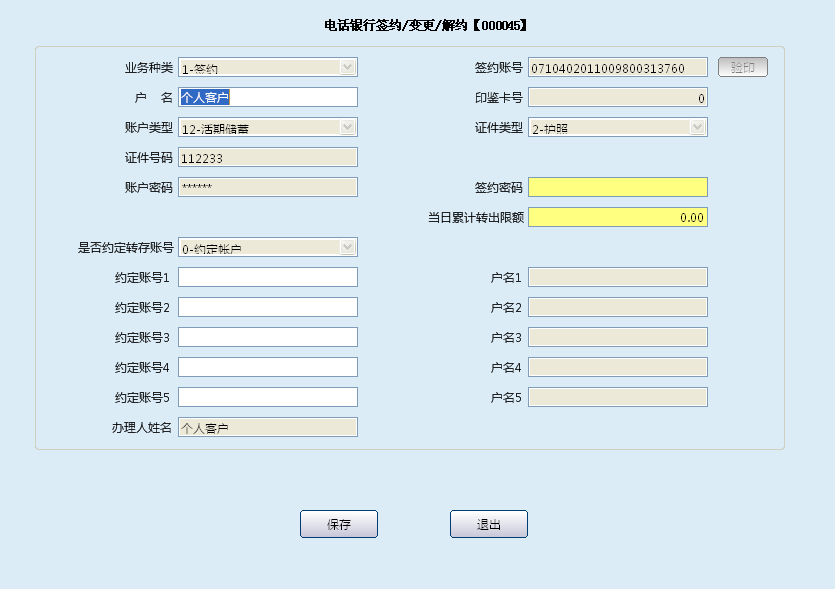 电话银行签约/变更/解约【000045】
业务种类 1-签约 签约账号 0710402011009800313760 验印
户 名 个人客户 印鉴卡号 0
账户类型 12-活期储蓄 证件类型 2-护照
证件号码 112233
账户密码 ****** 签约密码
当日累计转出限额 0.00
是否约定转存账号 0-约定帐户
约定账号1 户名1
约定账号2 户名2
约定账号3 户名3
约定账号4 户名4
约定账号5 户名5
办理人姓名 个人客户
保存 退出